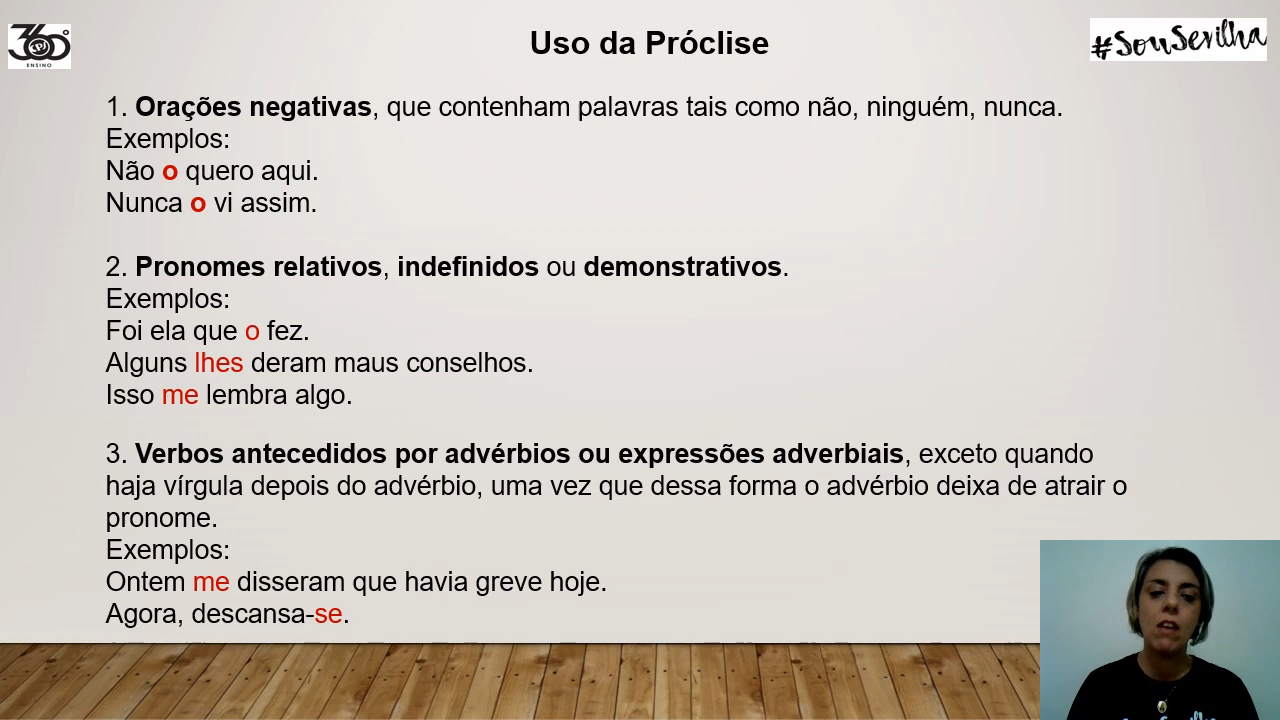 360°
ENSINO
Uso da Próclise
#SouSevilha
1. Orações negativas, que contenham palavras tais como não, ninguém, nunca.
Exemplos:
Não o quero aqui.
Nunca o vi assim.
2. Pronomes relativos, indefinidos ou demonstrativos.
Exemplos:
Foi ela que o fez.
Alguns lhes deram maus conselhos.
Isso me lembra algo.
3. Verbos antecedidos por advérbios ou expressões adverbiais, exceto quando
haja vírgula depois do advérbio, uma vez que dessa forma o advérbio deixa de atrair o
pronome.
Exemplos:
Ontem me disseram que havia greve hoje.
Agora, descansa-se.